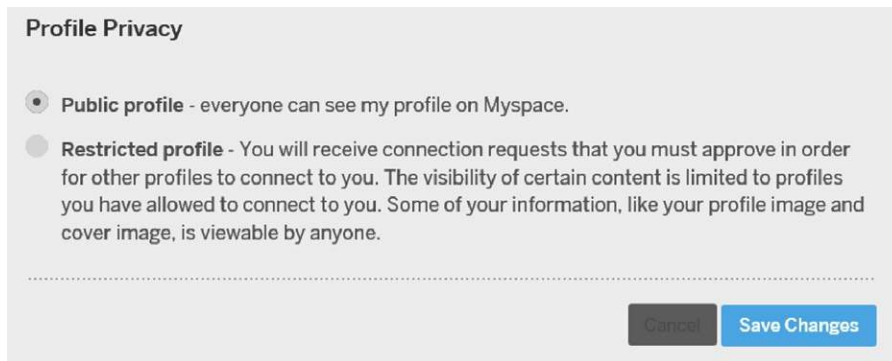 Profile Privacy
Public profile - everyone can see my profile on Myspace.
Restricted profile - You will receive connection requests that you must approve in order
for other profiles to connect to you. The visibility of certain content is limited to profiles
you have allowed to connect to you. Some of your information, like your profile image and
cover image, is viewable by anyone.
Cancel Save Changes